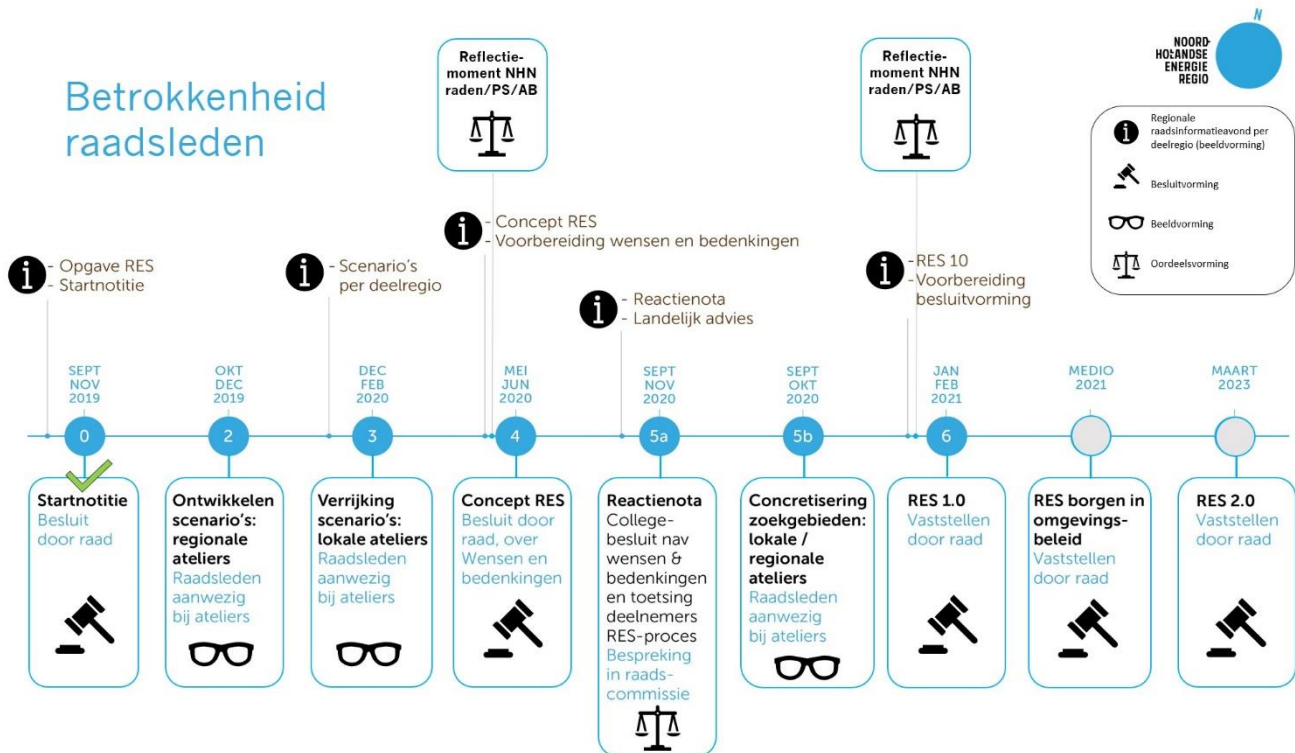 Betrokkenheid
raadsleden
Reflectie-
moment NHN
raden/PS/AB
Reflectie-
moment NHN
raden/PS/AB
N
NOORD-
HOLLANDSE
ENERGIE
REGIO
i
Regionale
raadsinformatieavond per
deelregio (beeldvorming)
Besluitvorming
Beeldvorming
Oordeelsvorming
i
- Opgave RES
- Startnotitie
i
- Scenario's
per deelregio
i
- Concept RES
- Voorbereiding wensen en bedenkingen
i
- Reactienota
- Landelijk advies
i
- RES 10
- Voorbereiding
besluitvorming
SEPT
NOV
2019
OKT
DEC
2019
DEC
FEB
2020
MEI
JUN
2020
SEPT
NOV
2020
SEPT
OKT
2020
JAN
FEB
2021
MEDIO
2021
MAART
2023
0
2
3
4
5a
5b
6
Startnotitie
Besluit
door raad
Ontwikkelen
scenario's:
regionale
ateliers
Raadsleden
aanwezig
bij ateliers
Verrijking
scenario's:
lokale ateliers
Raadsleden
aanwezig
bij ateliers
Concept RES
Besluit door
raad, over
Wensen en
bedenkingen
Reactienota
College-
besluit nav
wensen &
bedenkingen
en toetsing
deelnemers
RES-proces
Bespreking
in raads-
commissie
Concretisering
zoekgebieden:
lokale /
regionale
ateliers
Raadsleden
aanwezig
bij ateliers
RES 1.0
Vaststellen
door raad
RES borgen in
omgevings-
beleid
Vaststellen
door raad
RES 2.0
Vaststellen
door raad